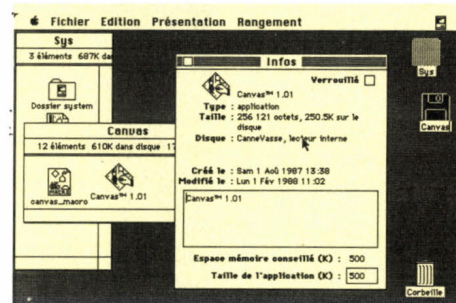 Fichier Edition Présentation Rangement
Sys
3 éléments 687K da
Dossier system
Canvas
12 éléments 610K dans disque 17
canvas_macro
Canvas™ 1.01
Infos
Verrouillé
Canvas™ 1.01
Type : application
Taille : 256 121 octets, 250.5K sur le
disque
Disque : CanneVasse, lecteur interne
Créé le : Sam 1 Aoû 1987 13:38
Modifié le : Lun 1 Fév 1988 11:02
Canvas™ 1.01
Espace mémoire conseillé (K) : 500
Taille de l'application (K) : 500
Sys
Canvas
Corbeille